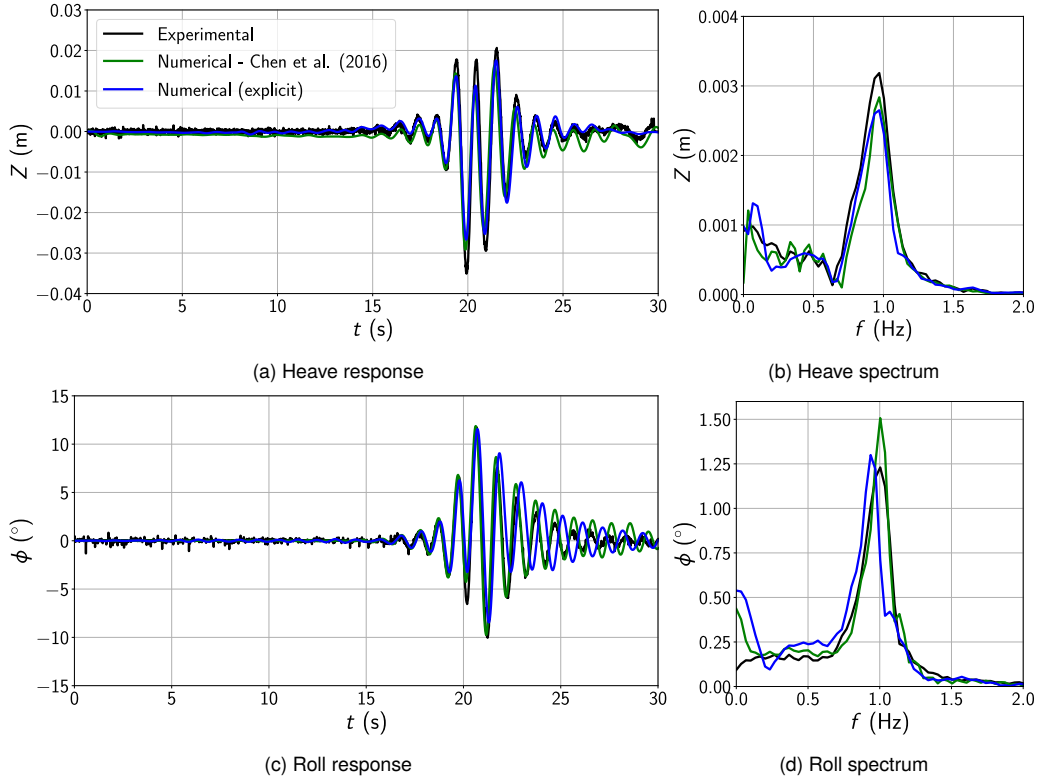 0.03
0.02
0.01
0.00
−0.01
−0.02
−0.03
−0.04
Z (m)
Experimental
Numerical - Chen et al. (2016)
Numerical (explicit)
0 5 10 15 20 25 30
t (s)
(a) Heave response
0.004
0.003
0.002
0.001
0.000
Z (m)
0.0 0.5 1.0 1.5 2.0
f (Hz)
(b) Heave spectrum
15
10
5
0
−5
−10
−15
ϕ (°)
0 5 10 15 20 25 30
t (s)
(c) Roll response
1.50
1.25
1.00
0.75
0.50
0.25
0.00
ϕ (°)
0.0 0.5 1.0 1.5 2.0
f (Hz)
(d) Roll spectrum